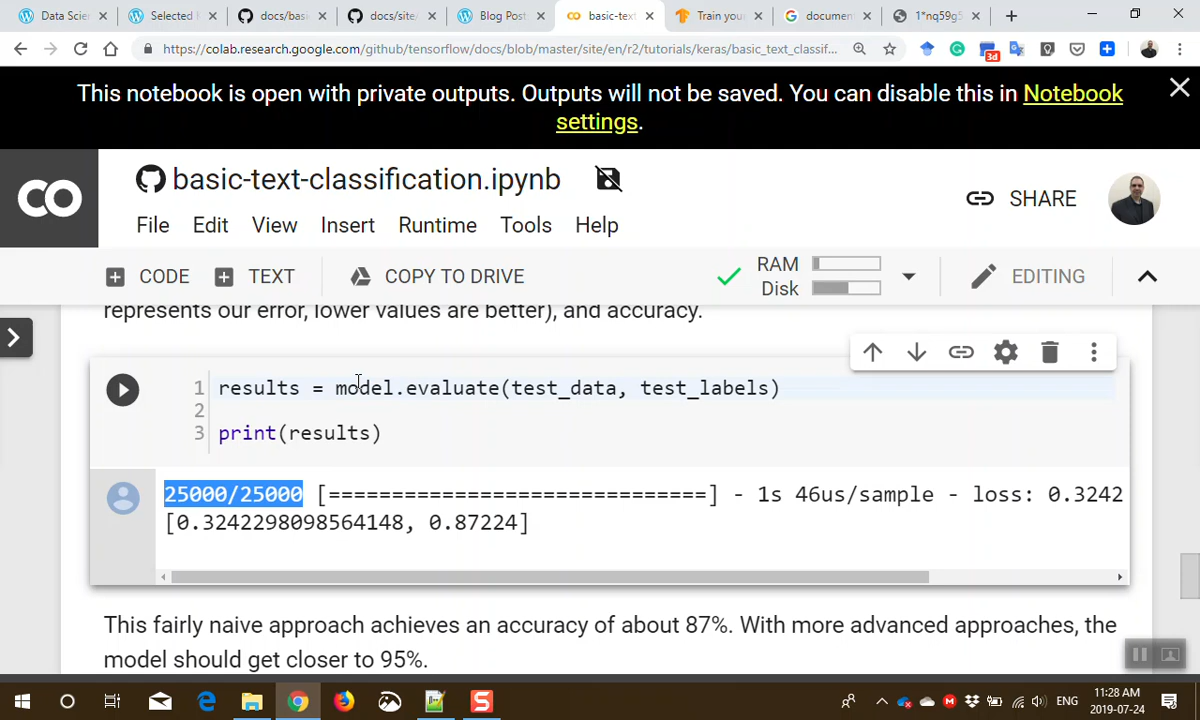 Data Scien
Selected N
docs/basi
docs/site/
Blog Post
basic-text
Train you
document
1*nq59g5
https://colab.research.google.com/github/tensorflow/docs/blob/master/site/en/r2/tutorials/keras/basic_text_classif...
3d
This notebook is open with private outputs. Outputs will not be saved. You can disable this in Notebook
settings.
CO
basic-text-classification.ipynb
SHARE
File Edit View Insert Runtime Tools Help
CODE TEXT COPY TO DRIVE
RAM
Disk
EDITING
represents our error, lower values are better), and accuracy.
1 results = model.evaluate(test_data, test_labels)
2
3 print(results)
25000/25000 [==============================] - 1s 46us/sample - loss: 0.3242
[0.3242298098564148, 0.87224]
This fairly naive approach achieves an accuracy of about 87%. With more advanced approaches, the
model should get closer to 95%.
ENG
11:28 AM
2019-07-24